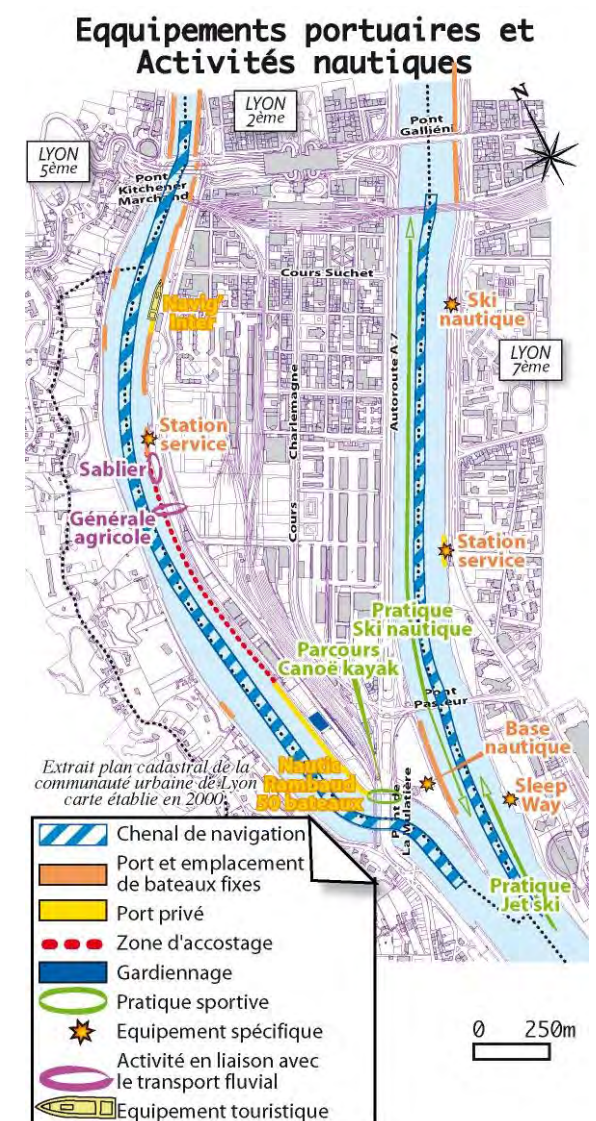 Eqquipements portuaires et
Activités nautiques
LYON
2ème
N
Pont
Galliéni
LYON
5ème
Pont
Kitchener
Marchand
Cours Suchet
Navig'
Inter
Ski
nautique
LYON
7ème
Autoroute A 7
Cours Charlemagne
Station
service
Sablier
Générale
agricole
Station
service
Pratique
Ski nautique
Parcours
Canoë kayak
Pont
Pasteur
Base
nautique
Nautic
Rambaud
50 bateaux
Sleep
Way
Pont de
La Mulatière
Extrait plan cadastral de la
communauté urbaine de Lyon
carte établie en 2000
Pratique
Jet ski
Chenal de navigation
Port et emplacement
de bateaux fixes
Port privé
Zone d'accostage
Gardiennage
Pratique sportive
Equipement spécifique
Activité en liaison avec
le transport fluvial
Equipement touristique
0 250m